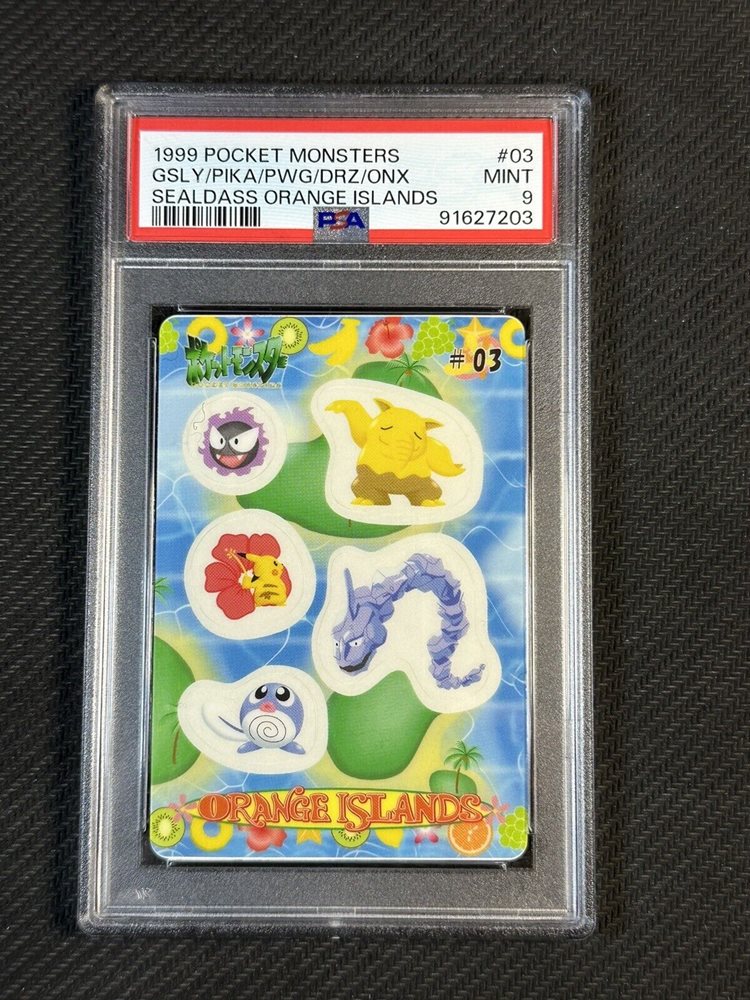 1999 POCKET MONSTERS #03
GSLY/PIKA/PWG/DRZ/ONX MINT
SEALDASS ORANGE ISLANDS 9
PSA 91627203
ポケットモンスター
#03
ORANGE ISLANDS